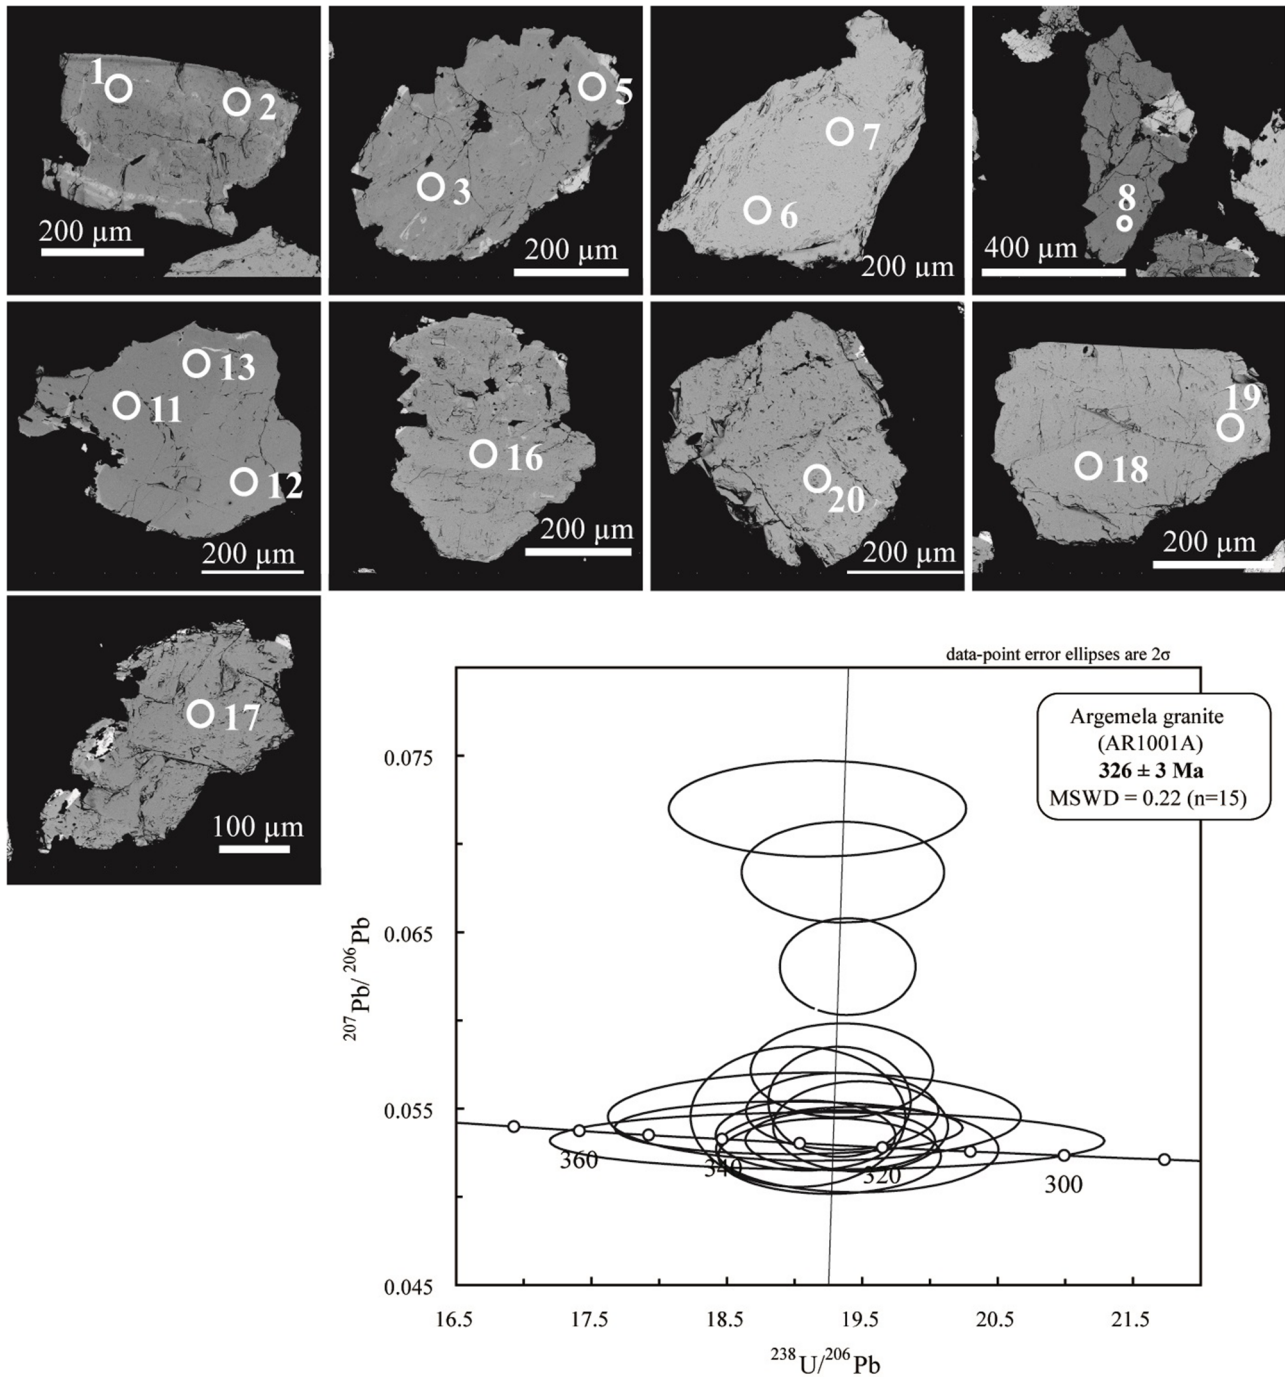 1
2
200 µm
3
5
200 µm
7
6
200 µm
8
400 µm
13
11
12
200 µm
16
200 µm
20
200 µm
19
18
200 µm
17
100 µm
data-point error ellipses are 2σ
Argemela granite
(AR1001A)
326 ± 3 Ma
MSWD = 0.22 (n=15)
0.075
0.065
0.055
0.045
207Pb/206Pb
360
340
320
300
16.5
17.5
18.5
19.5
20.5
21.5
238U/206Pb